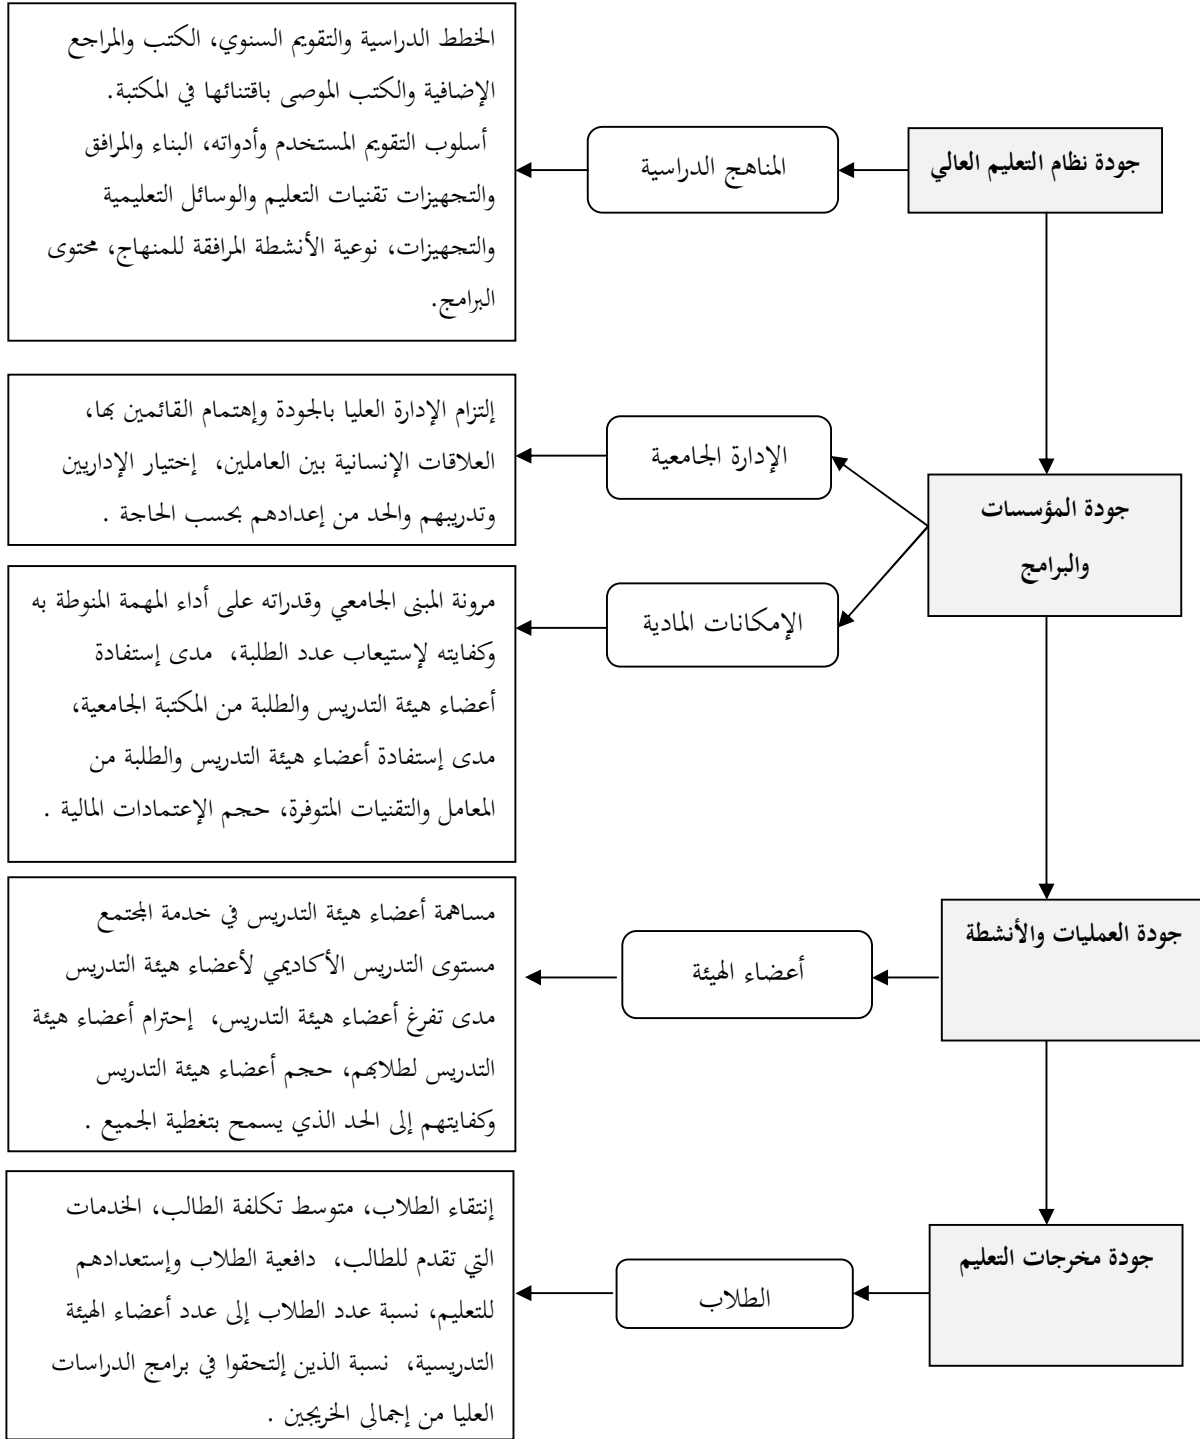 جودة نظام التعليم العالي
المناهج الدراسية
الخطط الدراسية والتقويم السنوي، الكتب والمراجع
الإضافية والكتب الموصى باقتنائها في المكتبة.
أسلوب التقويم المستخدم وأدواته، البناء والمرافق
والتجهيزات تقنيات التعليم والوسائل التعليمية
والتجهيزات، نوعية الأنشطة المرافقة للمنهاج، محتوى
البرامج.
جودة المؤسسات
والبرامج
الإدارة الجامعية
إلتزام الإدارة العليا بالجودة وإهتمام القائمين بها،
العلاقات الإنسانية بين العاملين، إختيار الإداريين
وتدريبهم والحد من إعدادهم بحسب الحاجة .
الإمكانات المادية
مرونة المبنى الجامعي وقدراته على أداء المهمة المنوطة به
وكفايته لإستيعاب عدد الطلبة، مدى إستفادة
أعضاء هيئة التدريس والطلبة من المكتبة الجامعية،
مدى إستفادة أعضاء هيئة التدريس والطلبة من
المعامل والتقنيات المتوفرة، حجم الإعتمادات المالية .
جودة العمليات والأنشطة
أعضاء الهيئة
مساهمة أعضاء هيئة التدريس في خدمة المجتمع
مستوى التدريس الأكاديمي لأعضاء هيئة التدريس
مدى تفرغ أعضاء هيئة التدريس، إحترام أعضاء هيئة
التدريس لطلابهم، حجم أعضاء هيئة التدريس
وكفايتهم إلى الحد الذي يسمح بتغطية الجميع .
جودة مخرجات التعليم
الطلاب
إنتقاء الطلاب، متوسط تكلفة الطالب، الخدمات
التي تقدم للطالب، دافعية الطلاب وإستعدادهم
للتعليم، نسبة عدد الطلاب إلى عدد أعضاء الهيئة
التدريسية، نسبة الذين إلتحقوا في برامج الدراسات
العليا من إجمالي الخريجين .